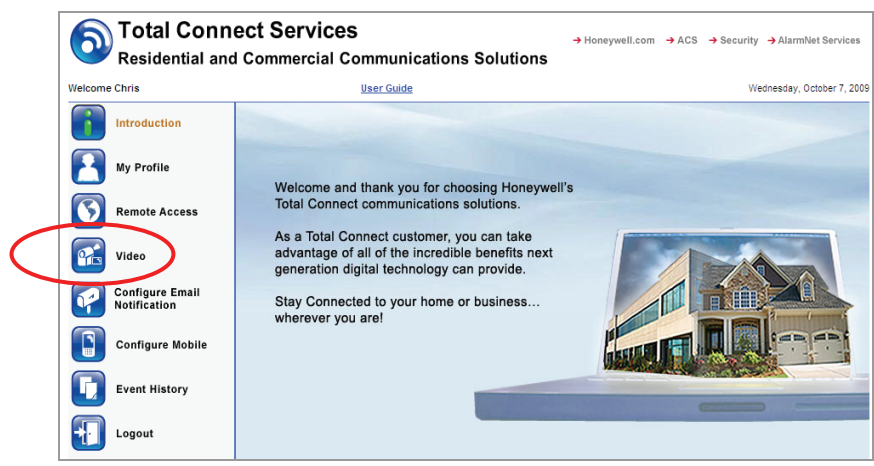 Total Connect Services
Residential and Commercial Communications Solutions
→ Honeywell.com → ACS → Security → AlarmNet Services
Welcome Chris
User Guide
Wednesday, October 7, 2009
Introduction
My Profile
Remote Access
Video
Configure Email
Notification
Configure Mobile
Event History
Logout
Welcome and thank you for choosing Honeywell's
Total Connect communications solutions.
As a Total Connect customer, you can take
advantage of all of the incredible benefits next
generation digital technology can provide.
Stay Connected to your home or business...
wherever you are!